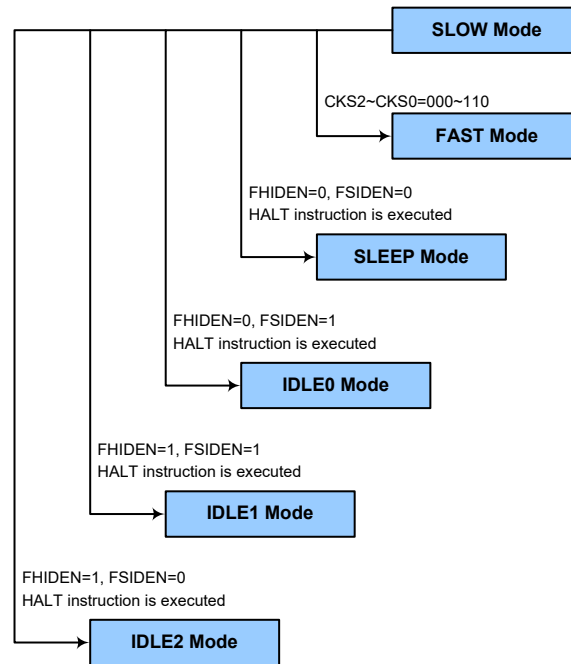 SLOW Mode
CKS2~CKS0=000~110
FAST Mode
FHIDEN=0, FSIDEN=0
HALT instruction is executed
SLEEP Mode
FHIDEN=0, FSIDEN=1
HALT instruction is executed
IDLE0 Mode
FHIDEN=1, FSIDEN=1
HALT instruction is executed
IDLE1 Mode
FHIDEN=1, FSIDEN=0
HALT instruction is executed
IDLE2 Mode